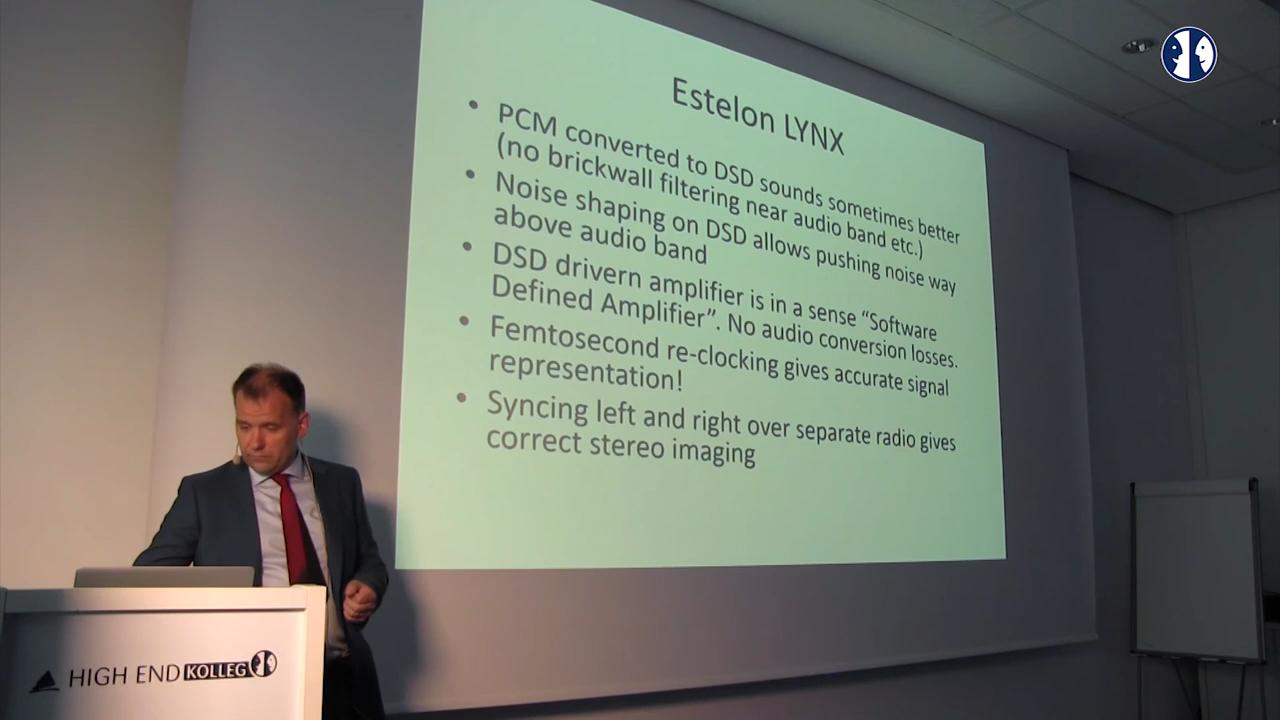 Estelon LYNX
• PCM converted to DSD sounds sometimes better
(no brickwall filtering near audio band etc.)
• Noise shaping on DSD allows pushing noise way
above audio band
• DSD drivern amplifier is in a sense “Software
Defined Amplifier”. No audio conversion losses.
• Femtosecond re-clocking gives accurate signal
representation!
• Syncing left and right over separate radio gives
correct stereo imaging
HIGH END KOLLEG